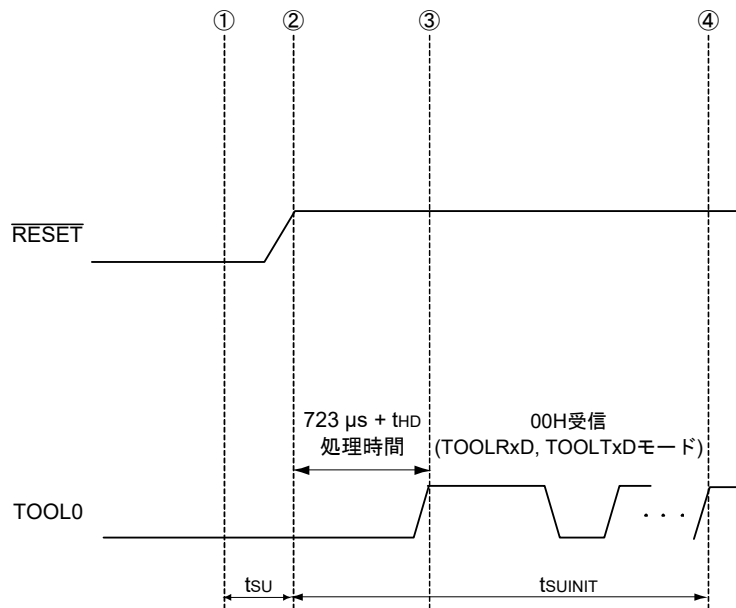 ① ② ③ ④
RESET
723 μs + tHD
処理時間
00H受信
(TOOLRxD, TOOLTxDモード)
TOOL0
· · ·
tSU
tSUINIT